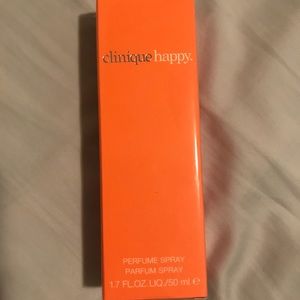 clinique happy.
PERFUME SPRAY
PARFUM SPRAY
1.7 FL.OZ.LIQ./50 ml e